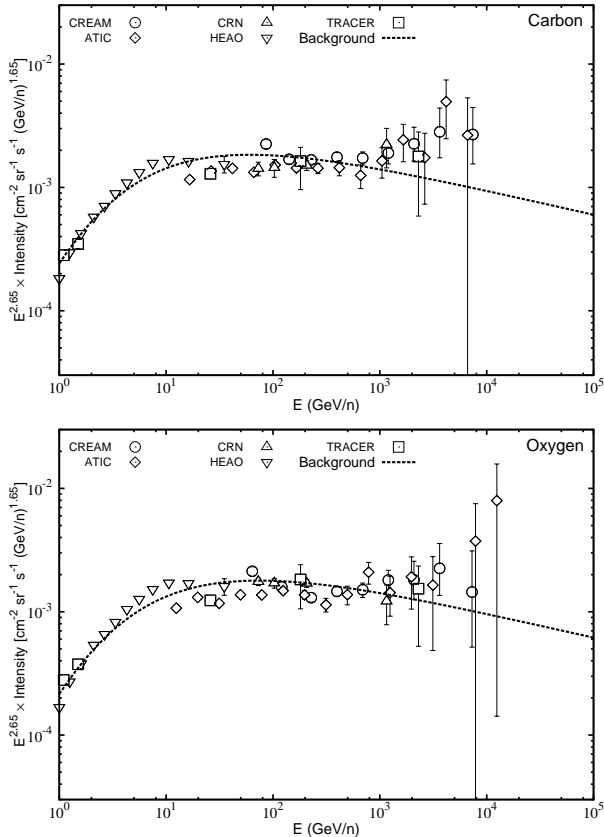 CREAM CRN TRACER Carbon
ATIC HEAO Background
10^-2
10^-3
10^-4
E^2.65 × Intensity [cm^-2 sr^-1 s^-1 (GeV/n)^1.65]
10^0 10^1 10^2 10^3 10^4 10^5
E (GeV/n)
CREAM CRN TRACER Oxygen
ATIC HEAO Background
10^-2
10^-3
10^-4
E^2.65 × Intensity [cm^-2 sr^-1 s^-1 (GeV/n)^1.65]
10^0 10^1 10^2 10^3 10^4 10^5
E (GeV/n)